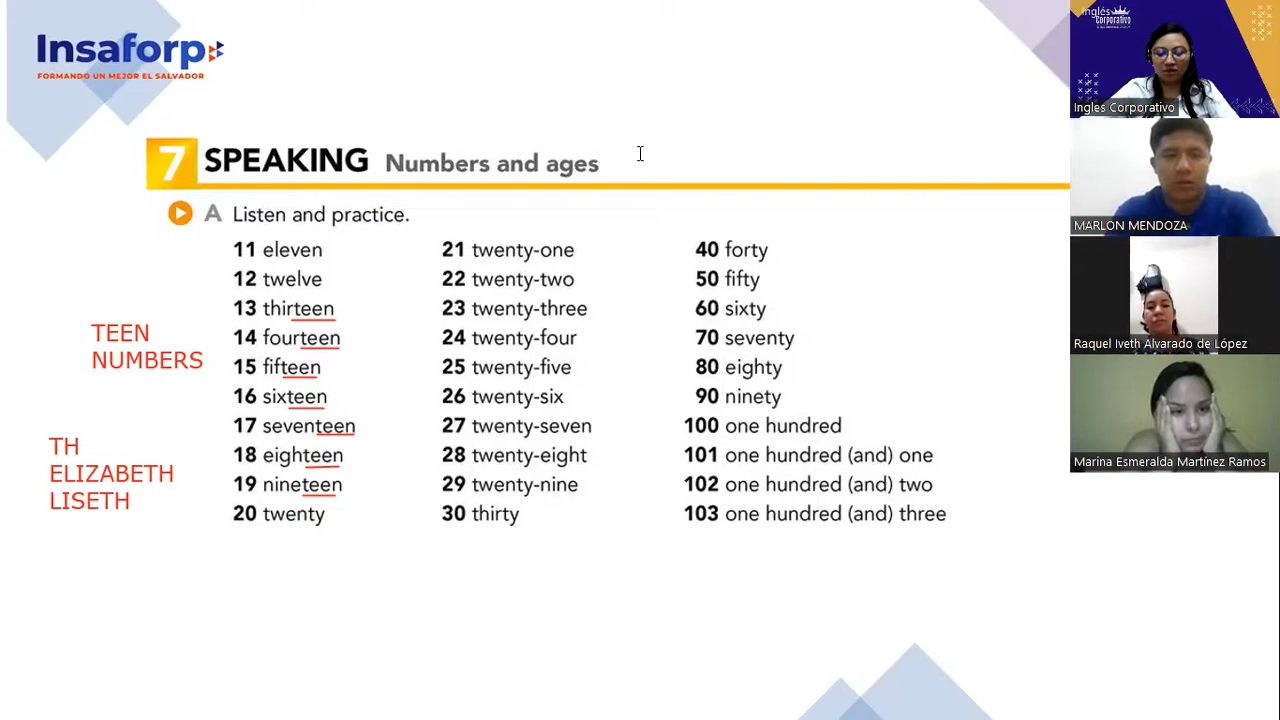 Insaforp
FORMANDO UN MEJOR EL SALVADOR
7 SPEAKING Numbers and ages
A Listen and practice.
11 eleven
12 twelve
13 thirteen
14 fourteen
15 fifteen
16 sixteen
17 seventeen
18 eighteen
19 nineteen
20 twenty
21 twenty-one
22 twenty-two
23 twenty-three
24 twenty-four
25 twenty-five
26 twenty-six
27 twenty-seven
28 twenty-eight
29 twenty-nine
30 thirty
40 forty
50 fifty
60 sixty
70 seventy
80 eighty
90 ninety
100 one hundred
101 one hundred (and) one
102 one hundred (and) two
103 one hundred (and) three
TEEN
NUMBERS
TH
ELIZABETH
LISETH
Inglés
Corporativo
Inglés Corporativo
MARLON MENDOZA
Raquel Iveth Alvarado de López
Marina Esmeralda Martínez Ramos